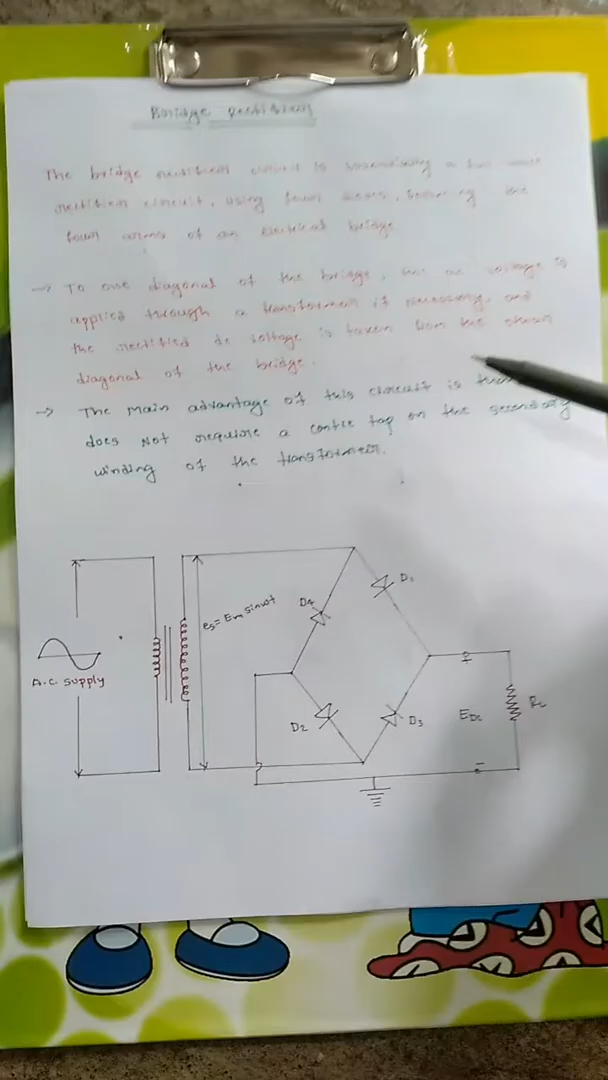 Bridge Rectifier
The bridge rectifier circuit is a full wave
rectifier circuit, using four diodes, forming the
four arms of an electrical bridge
→ To one diagonal of the bridge, the ac voltage is
applied through a transformer if necessary, and
the rectified dc voltage is taken from the other
diagonal of the bridge.
→ The main advantage of this circuit is
does Not require a centre tap on the secondary
winding of the transformer.
A.C. supply
es = Em sinωt
D4
D1
D2
D3
+
EDC
RL
-